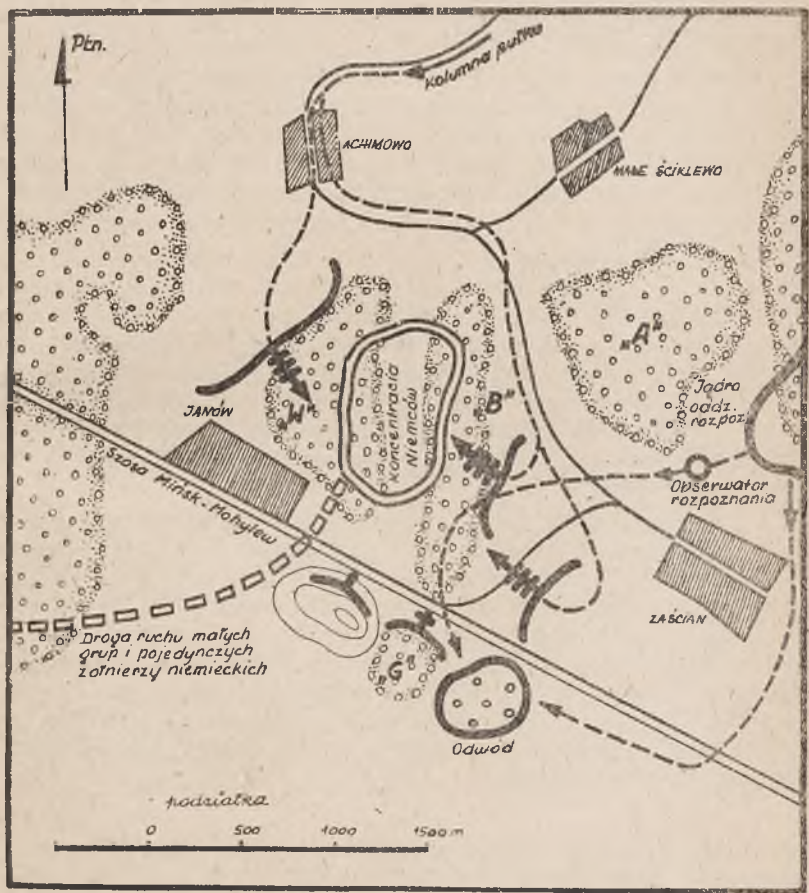 Płn.
Kolumna pułku
ACHIMOWO
MAŁE ŚCIKLEWO
„A"
Jądro
oddz.
rozpoz.
JANÓW
„W"
Koncentracja
Niemców
„B"
Szosa Mińsk-Mohylew
Obserwator
rozpoznania
ZAŚCIAN
Droga ruchu małych
grup i pojedynczych
żołnierzy niemieckich
Odwód
podziałka
0 500 1000 1500 m